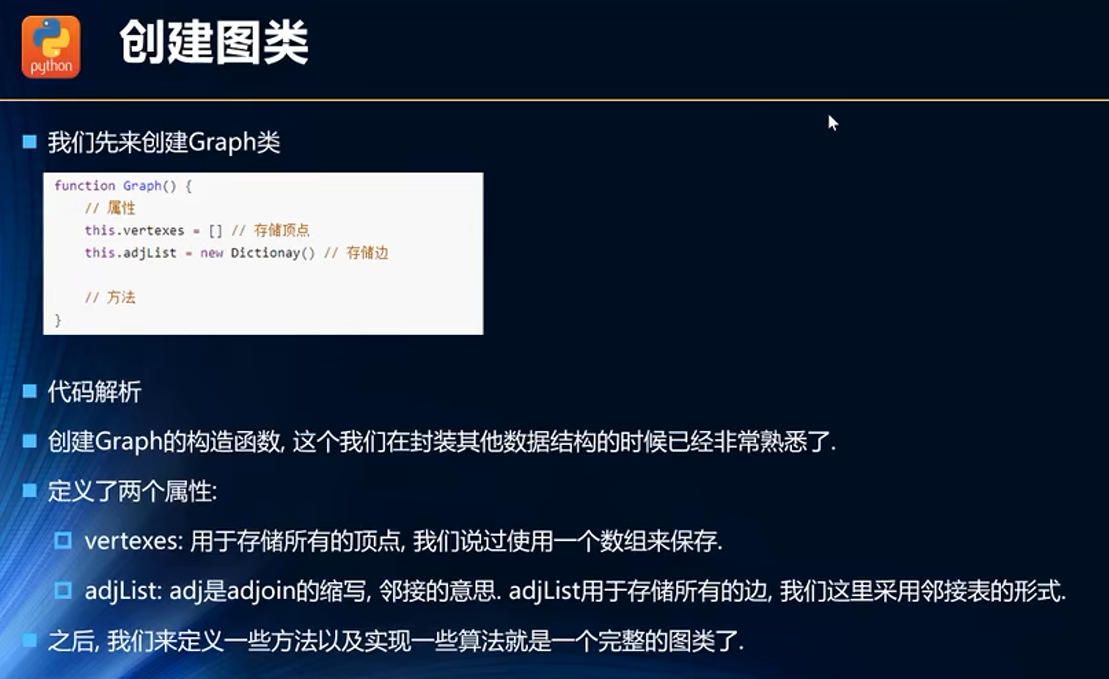 python
创建图类
我们先来创建Graph类
function Graph() {
// 属性
this.vertexes = [] // 存储顶点
this.adjList = new Dictionay() // 存储边
// 方法
}
代码解析
创建Graph的构造函数, 这个我们在封装其他数据结构的时候已经非常熟悉了.
定义了两个属性:
vertexes: 用于存储所有的顶点, 我们说过使用一个数组来保存.
adjList: adj是adjoin的缩写, 邻接的意思. adjList用于存储所有的边, 我们这里采用邻接表的形式.
之后, 我们来定义一些方法以及实现一些算法就是一个完整的图类了.